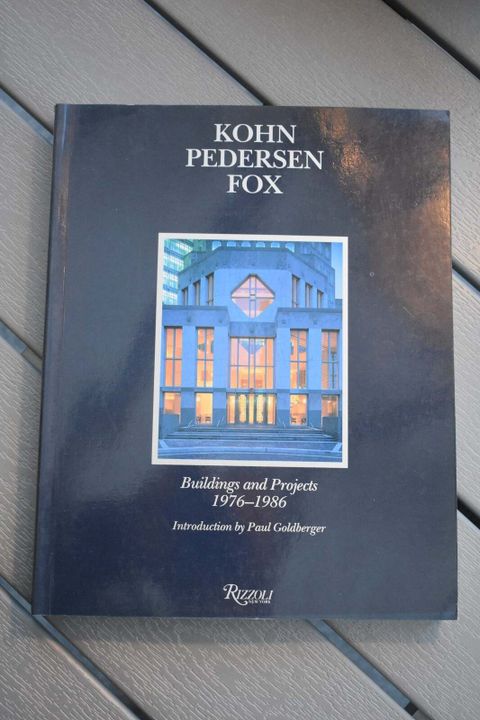 KOHN
PEDERSEN
FOX
Buildings and Projects
1976–1986
Introduction by Paul Goldberger
RIZZOLI
NEW YORK